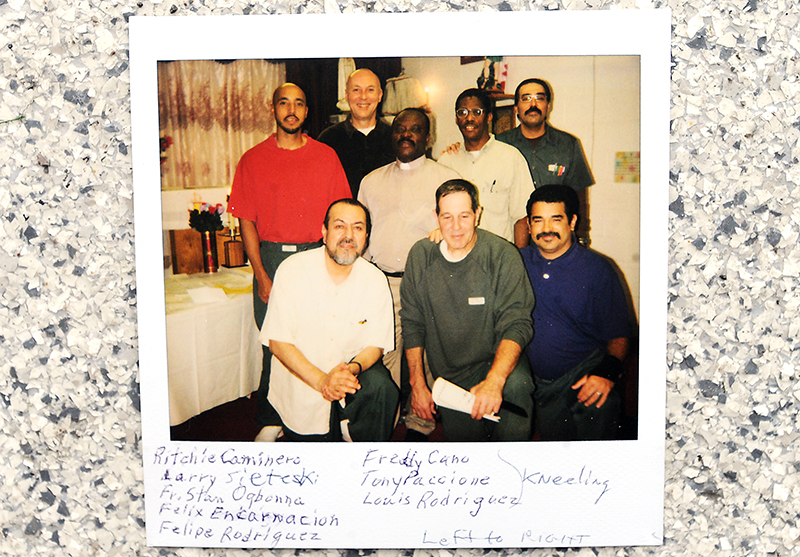 Ritchie Caminero
Larry Sieteski
Fr. Stan Ogbonna
Felix Encarnacion
Felipe Rodriguez
Fredy Cano
Tony Paccione
Louis Rodriguez
Kneeling
Left to RIGHT